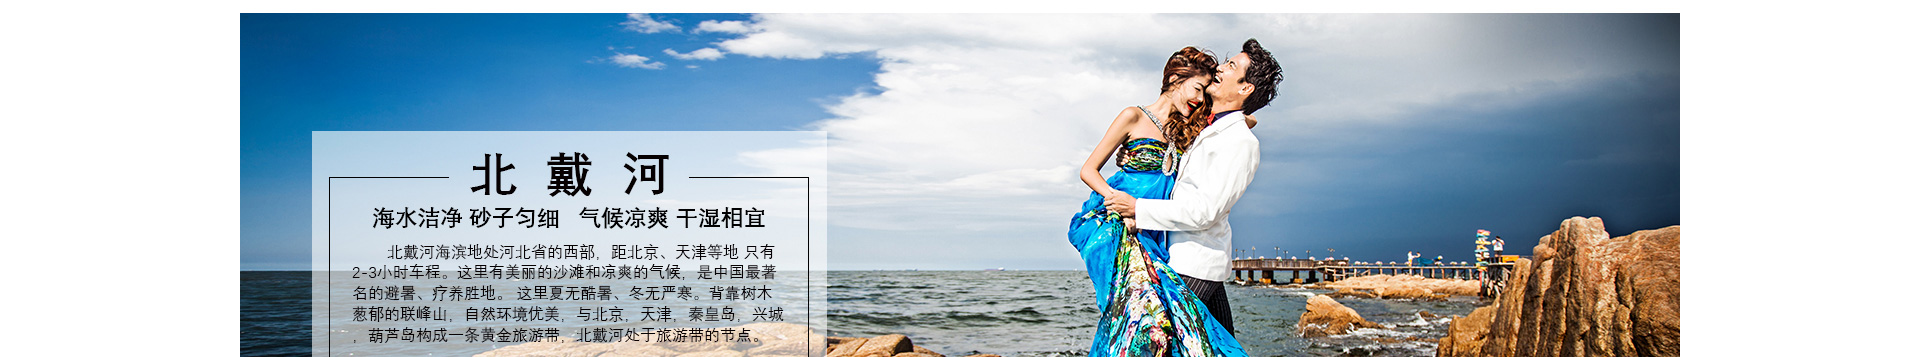 北戴河
海水洁净 砂子匀细 气候凉爽 干湿相宜
北戴河海滨地处河北省的西部，距北京、天津等地 只有
2-3小时车程。这里有美丽的沙滩和凉爽的气候，是中国最著
名的避暑、疗养胜地。 这里夏无酷暑、冬无严寒。背靠树木
葱郁的联峰山，自然环境优美，与北京，天津，秦皇岛，兴城
，葫芦岛构成一条黄金旅游带，北戴河处于旅游带的节点。